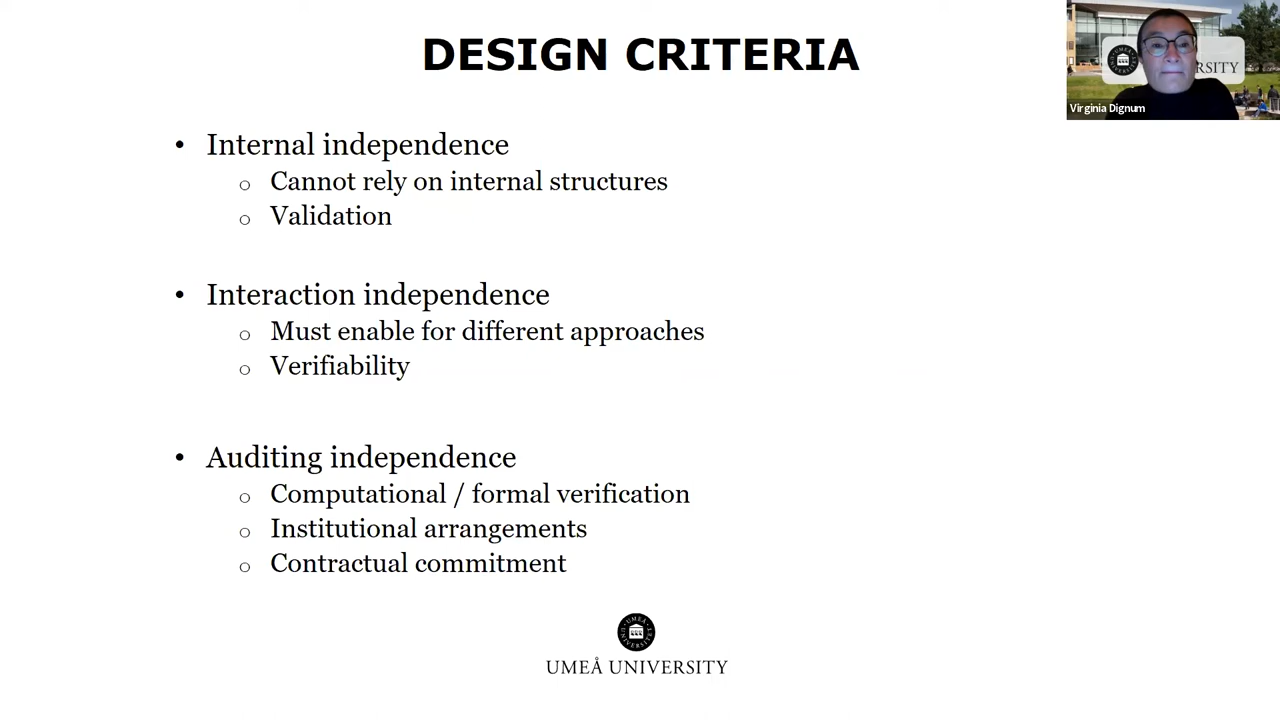 DESIGN CRITERIA
• Internal independence
o Cannot rely on internal structures
o Validation
• Interaction independence
o Must enable for different approaches
o Verifiability
• Auditing independence
o Computational / formal verification
o Institutional arrangements
o Contractual commitment
UMEÅ UNIVERSITY
RSITY
Virginia Dignum